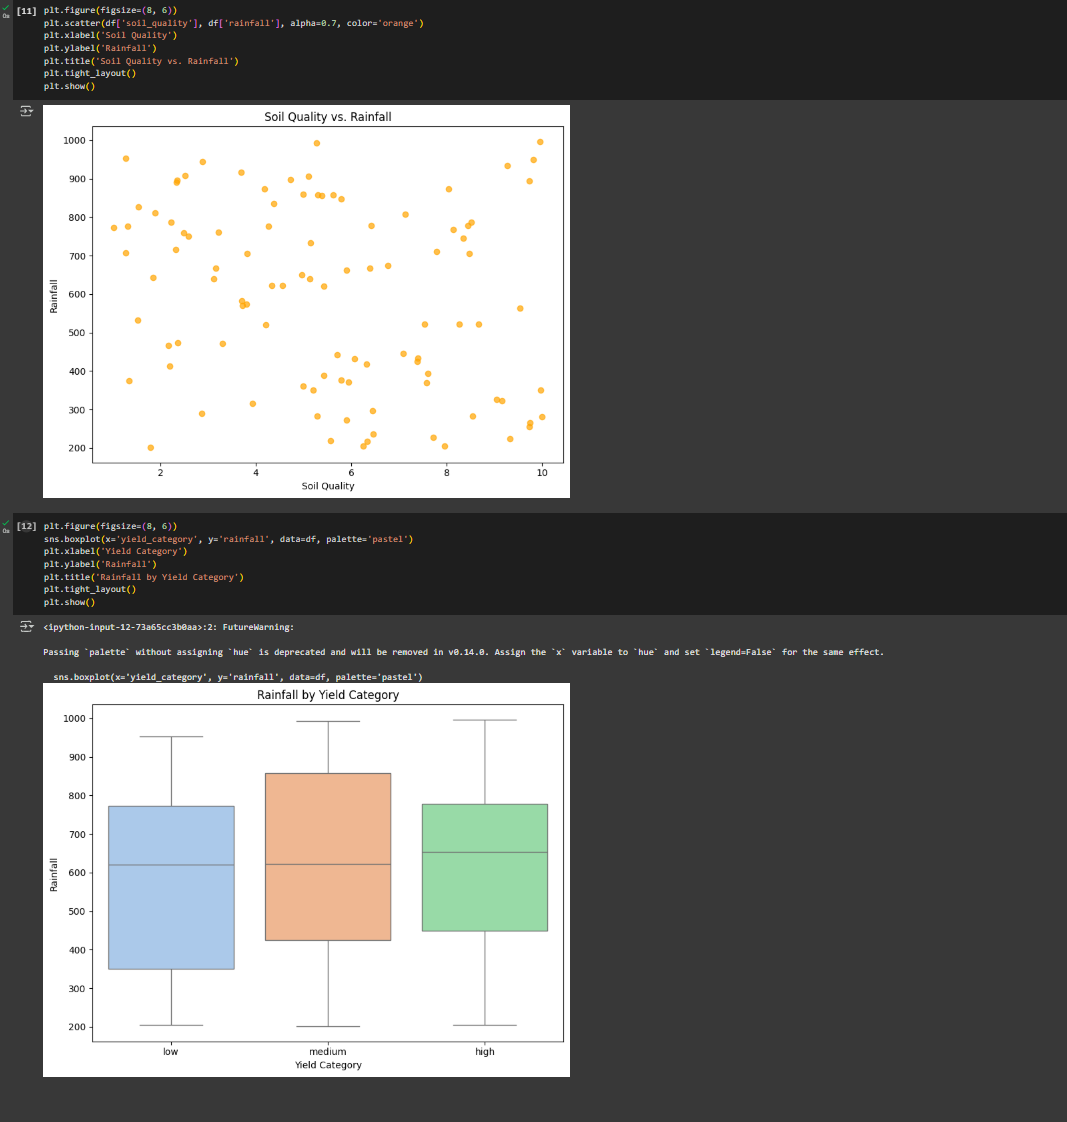 [11] plt.figure(figsize=(8, 6))
plt.scatter(df['soil_quality'], df['rainfall'], alpha=0.7, color='orange')
plt.xlabel('Soil Quality')
plt.ylabel('Rainfall')
plt.title('Soil Quality vs. Rainfall')
plt.tight_layout()
plt.show()
0s
Soil Quality vs. Rainfall
1000
900
800
700
600
500
400
300
200
Rainfall
2 4 6 8 10
Soil Quality
[12] plt.figure(figsize=(8, 6))
0s
sns.boxplot(x='yield_category', y='rainfall', data=df, palette='pastel')
plt.xlabel('Yield Category')
plt.ylabel('Rainfall')
plt.title('Rainfall by Yield Category')
plt.tight_layout()
plt.show()
<ipython-input-12-73a65cc3b0aa>:2: FutureWarning:
Passing `palette` without assigning `hue` is deprecated and will be removed in v0.14.0. Assign the `x` variable to `hue` and set `legend=False` for the same effect.
sns.boxplot(x='yield_category', y='rainfall', data=df, palette='pastel')
Rainfall by Yield Category
1000
900
800
700
600
500
400
300
200
Rainfall
low medium high
Yield Category